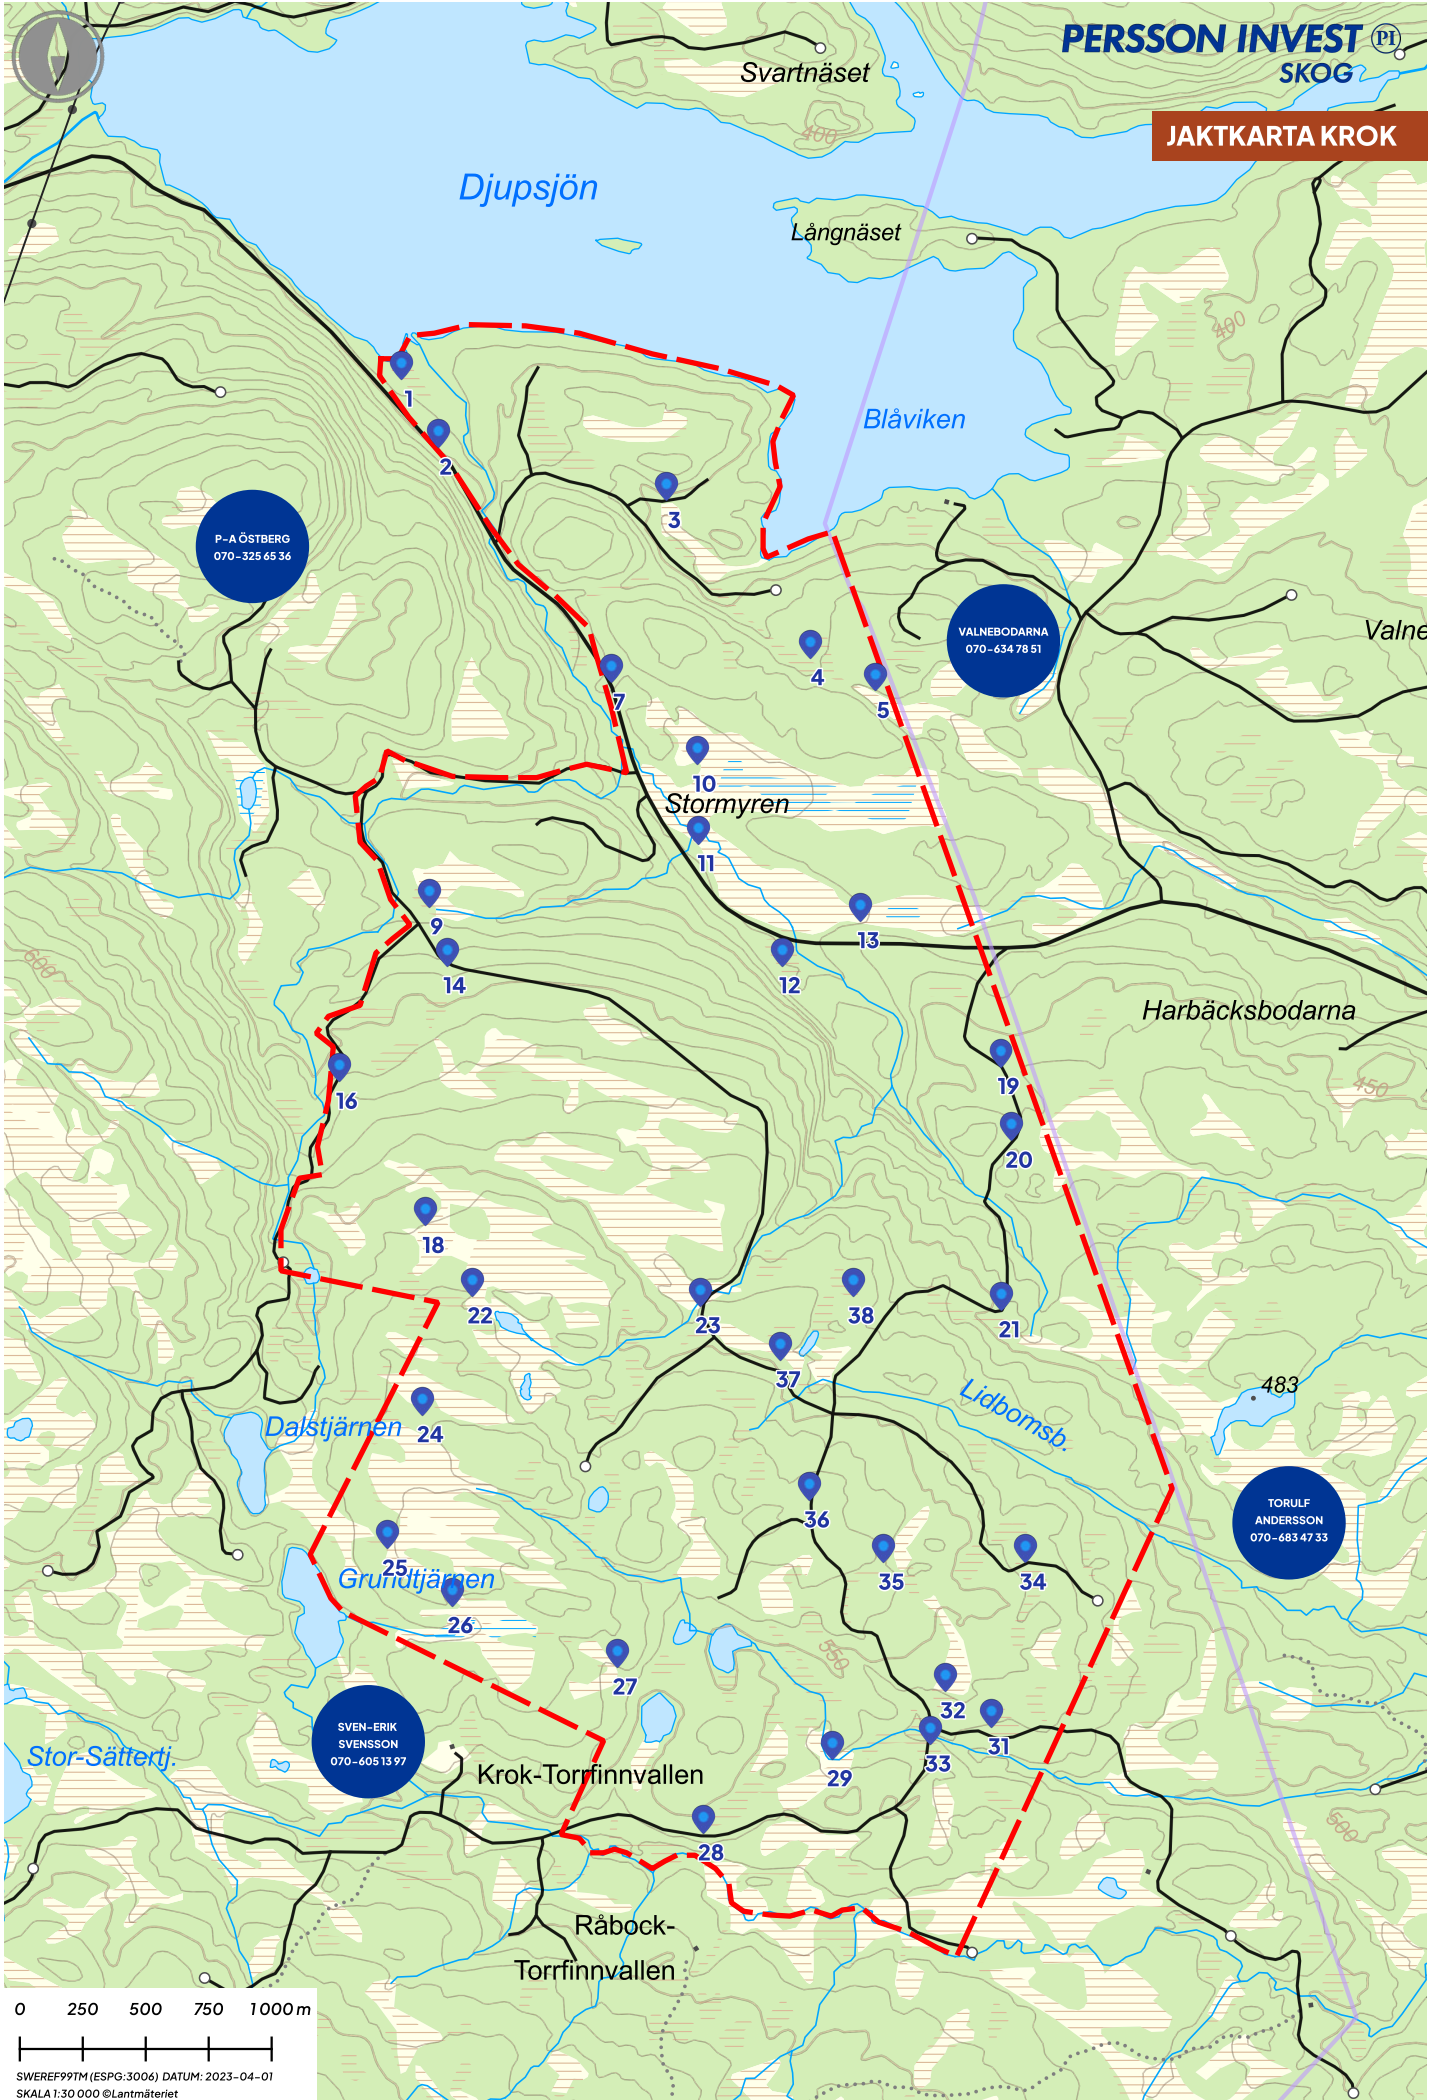 PERSSON INVEST PI
SKOG
JAKTKARTA KROK
Svartnäset
400
Djupsjön
Långnäset
400
1
Blåviken
2
3
P-A ÖSTBERG
070-325 65 36
VALNEBODARNA
070-634 78 51
Valne
4
5
7
10
Stormyren
11
9
13
12
14
600
Harbäcksbodarna
19
450
16
20
18
22
23
38
21
37
483
Lidbomsb.
Dalstjärnen
24
36
TORULF
ANDERSSON
070-683 47 33
25
Grundtjärnen
35
34
26
550
27
32
SVEN-ERIK
SVENSSON
070-605 13 97
Stor-Sättertj.
31
33
Krok-Torrfinnvallen
29
500
28
Råbock-
Torrfinnvallen
0 250 500 750 1 000 m
SWEREF99TM (ESPG:3006) DATUM: 2023-04-01
SKALA 1:30 000 ©Lantmäteriet